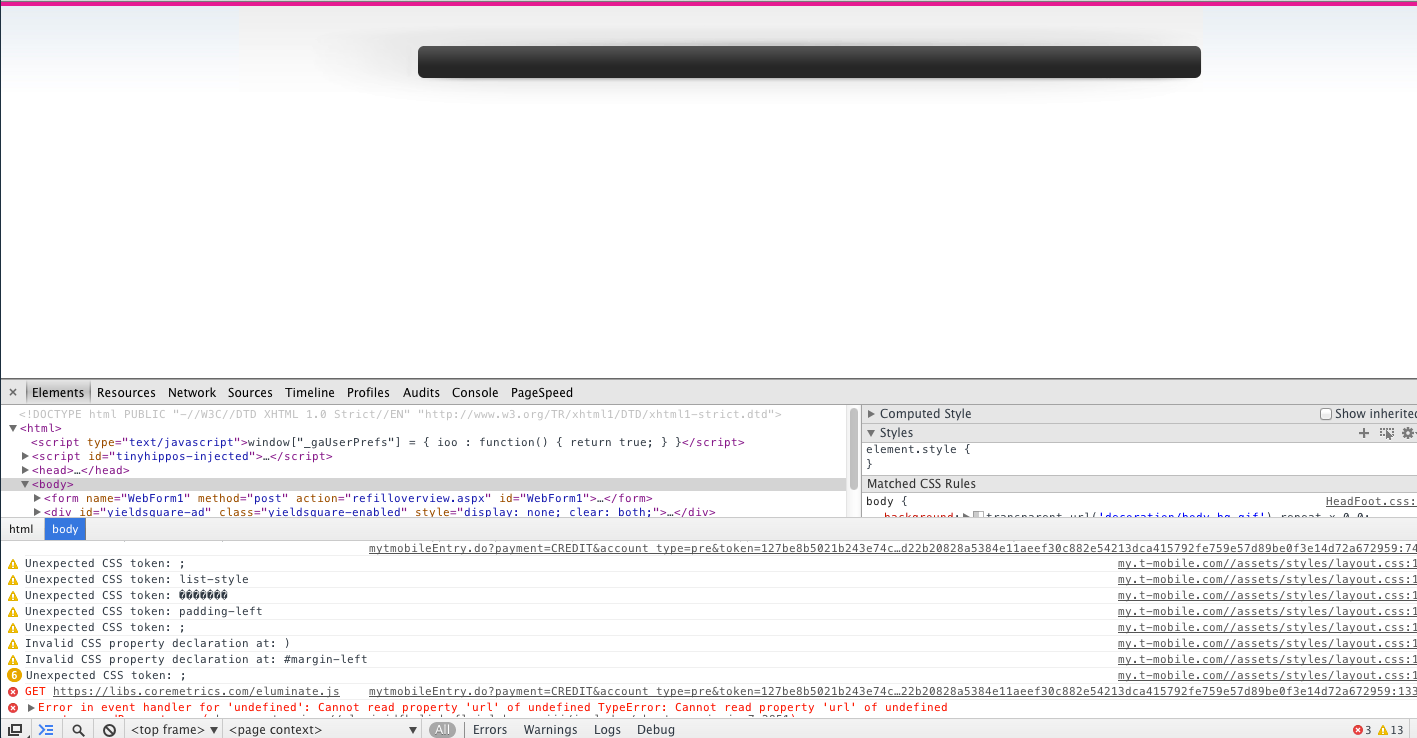 × Elements Resources Network Sources Timeline Profiles Audits Console PageSpeed
<!DOCTYPE html PUBLIC "-//W3C//DTD XHTML 1.0 Strict//EN" "http://www.w3.org/TR/xhtml1/DTD/xhtml1-strict.dtd">
▼<html>
<script type="text/javascript">window["_gaUserPrefs"] = { ioo : function() { return true; } }</script>
▶<script id="tinyhippos-injected">…</script>
▶<head>…</head>
▼<body>
▶<form name="WebForm1" method="post" action="refilloverview.aspx" id="WebForm1">…</form>
▶<div id="yieldsquare-ad" class="yieldsquare-enabled" style="display: none; clear: both;">…</div>
▶ Computed Style Show inherited
▼ Styles
element.style {
}
Matched CSS Rules
body { HeadFoot.css:
background:▶ transparent url('decoration/body_bg.gif') repeat-x 0 0;
html body
mytmobileEntry.do?payment=CREDIT&account_type=pre&token=127be8b5021b243e74c…d22b20828a5384e11aeef30c882e54213dca415792fe759e57d89be0f3e14d72a672959:74
Unexpected CSS token: ; my.t-mobile.com//assets/styles/layout.css:1
Unexpected CSS token: list-style my.t-mobile.com//assets/styles/layout.css:1
Unexpected CSS token: ������� my.t-mobile.com//assets/styles/layout.css:1
Unexpected CSS token: padding-left my.t-mobile.com//assets/styles/layout.css:1
Unexpected CSS token: ; my.t-mobile.com//assets/styles/layout.css:1
Invalid CSS property declaration at: ) my.t-mobile.com//assets/styles/layout.css:1
Invalid CSS property declaration at: #margin-left my.t-mobile.com//assets/styles/layout.css:1
6 Unexpected CSS token: ; my.t-mobile.com//assets/styles/layout.css:1
GET https://libs.coremetrics.com/eluminate.js mytmobileEntry.do?payment=CREDIT&account_type=pre&token=127be8b5021b243e74c…22b20828a5384e11aeef30c882e54213dca415792fe759e57d89be0f3e14d72a672959:133
▶Error in event handler for 'undefined': Cannot read property 'url' of undefined TypeError: Cannot read property 'url' of undefined
<top frame> ▼ <page context> ▼ All Errors Warnings Logs Debug 3 13